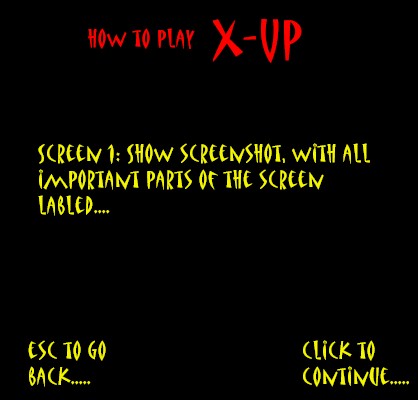 HOW TO PLAY X-UP
SCREEN 1: SHOW SCREENSHOT, WITH ALL
IMPORTANT PARTS OF THE SCREEN
LABLED....
ESC TO GO
BACK.....
CLICK TO
CONTINUE.....